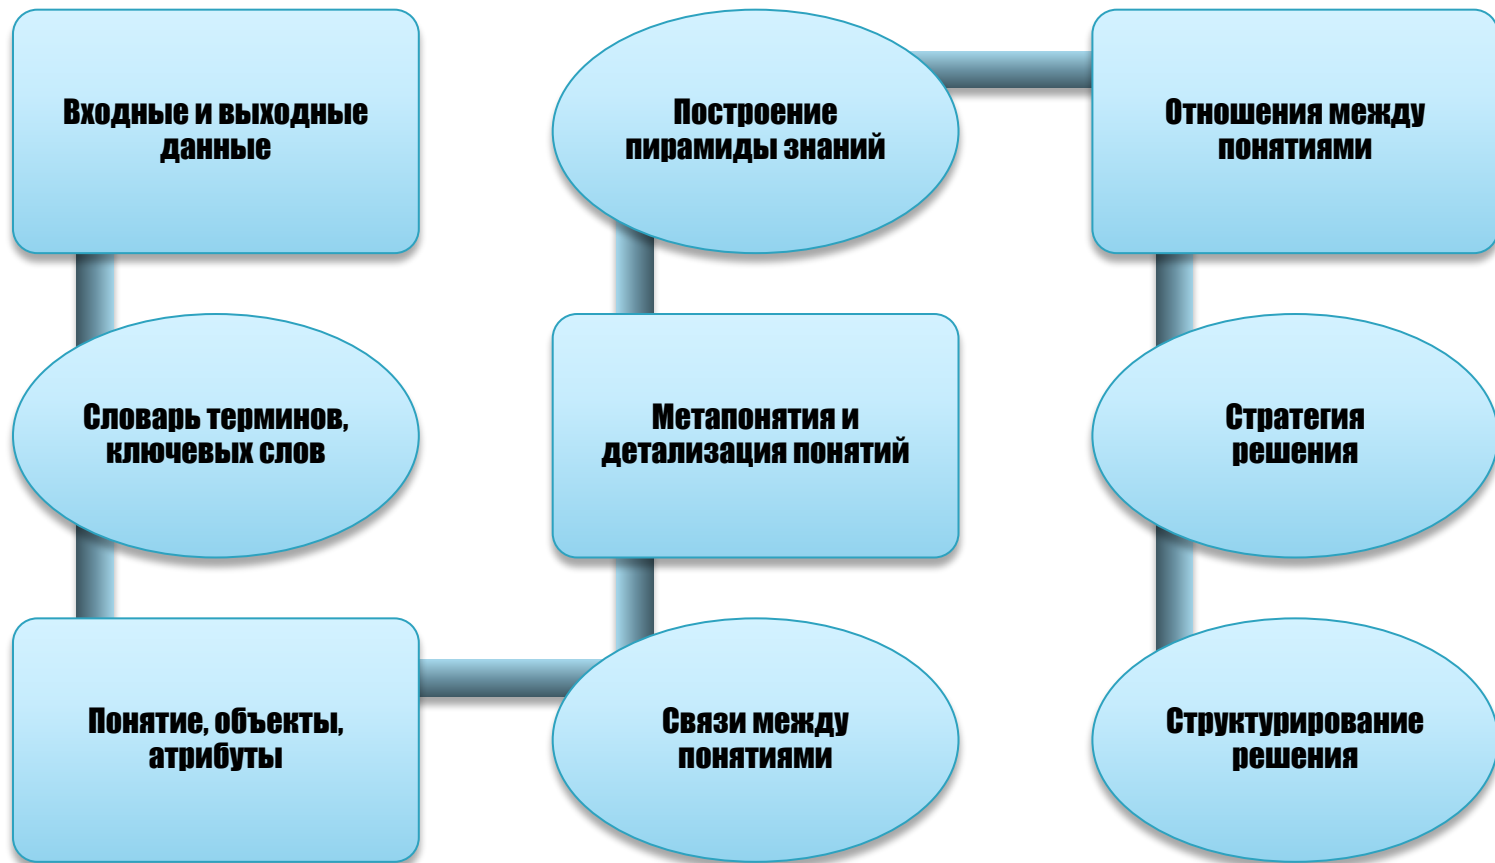 Входные и выходные
данные
Словарь терминов,
ключевых слов
Понятие, объекты,
атрибуты
Связи между
понятиями
Метапонятия и
детализация понятий
Построение
пирамиды знаний
Отношения между
понятиями
Стратегия
решения
Структурирование
решения